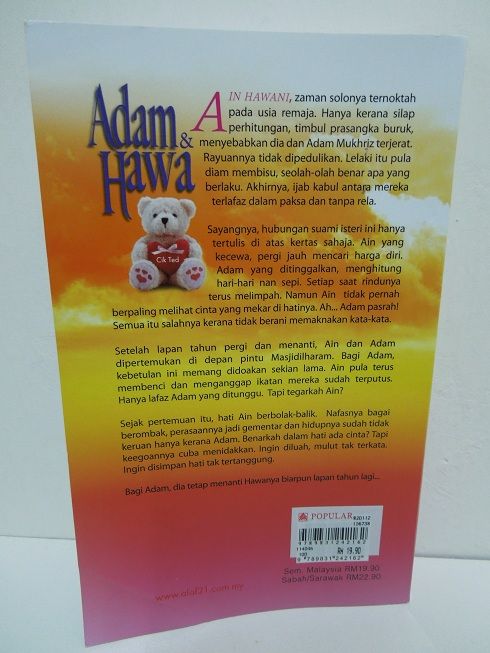 Adam
&
Hawa
Cik Ted
AIN HAWANI, zaman solonya ternoktah
pada usia remaja. Hanya kerana silap
perhitungan, timbul prasangka buruk,
menyebabkan dia dan Adam Mukhriz terjerat.
Rayuannya tidak dipedulikan. Lelaki itu pula
diam membisu, seolah-olah benar apa yang
berlaku. Akhirnya, ijab kabul antara mereka
terlafaz dalam paksa dan tanpa rela.
Sayangnya, hubungan suami isteri ini hanya
tertulis di atas kertas sahaja. Ain yang
kecewa, pergi jauh mencari harga diri.
Adam yang ditinggalkan, menghitung
hari-hari nan sepi. Setiap saat rindunya
terus melimpah. Namun Ain tidak pernah
berpaling melihat cinta yang mekar di hatinya. Ah... Adam pasrah!
Semua itu salahnya kerana tidak berani memaknakan kata-kata.
Setelah lapan tahun pergi dan menanti, Ain dan Adam
dipertemukan di depan pintu Masjidilharam. Bagi Adam,
kebetulan ini memang didoakan sekian lama. Ain pula terus
membenci dan menganggap ikatan mereka sudah terputus.
Hanya lafaz Adam yang ditunggu. Tapi tegarkah Ain?
Sejak pertemuan itu, hati Ain berbolak-balik. Nafasnya bagai
berombak, perasaannya jadi gementar dan hidupnya sudah tidak
keruan hanya kerana Adam. Benarkah dalam hati ada cinta? Tapi
keegoannya cuba menidakkan. Ingin diluah, mulut tak terkata.
Ingin disimpan hati tak tertanggung.
Bagi Adam, dia tetap menanti Hawanya biarpun lapan tahun lagi...
POPULAR
820112
136738
9789831242162
114046
100
RM 19.90
9 789831 242162
Sem. Malaysia RM19.90
Sabah/Sarawak RM22.90
www.alaf21.com.my